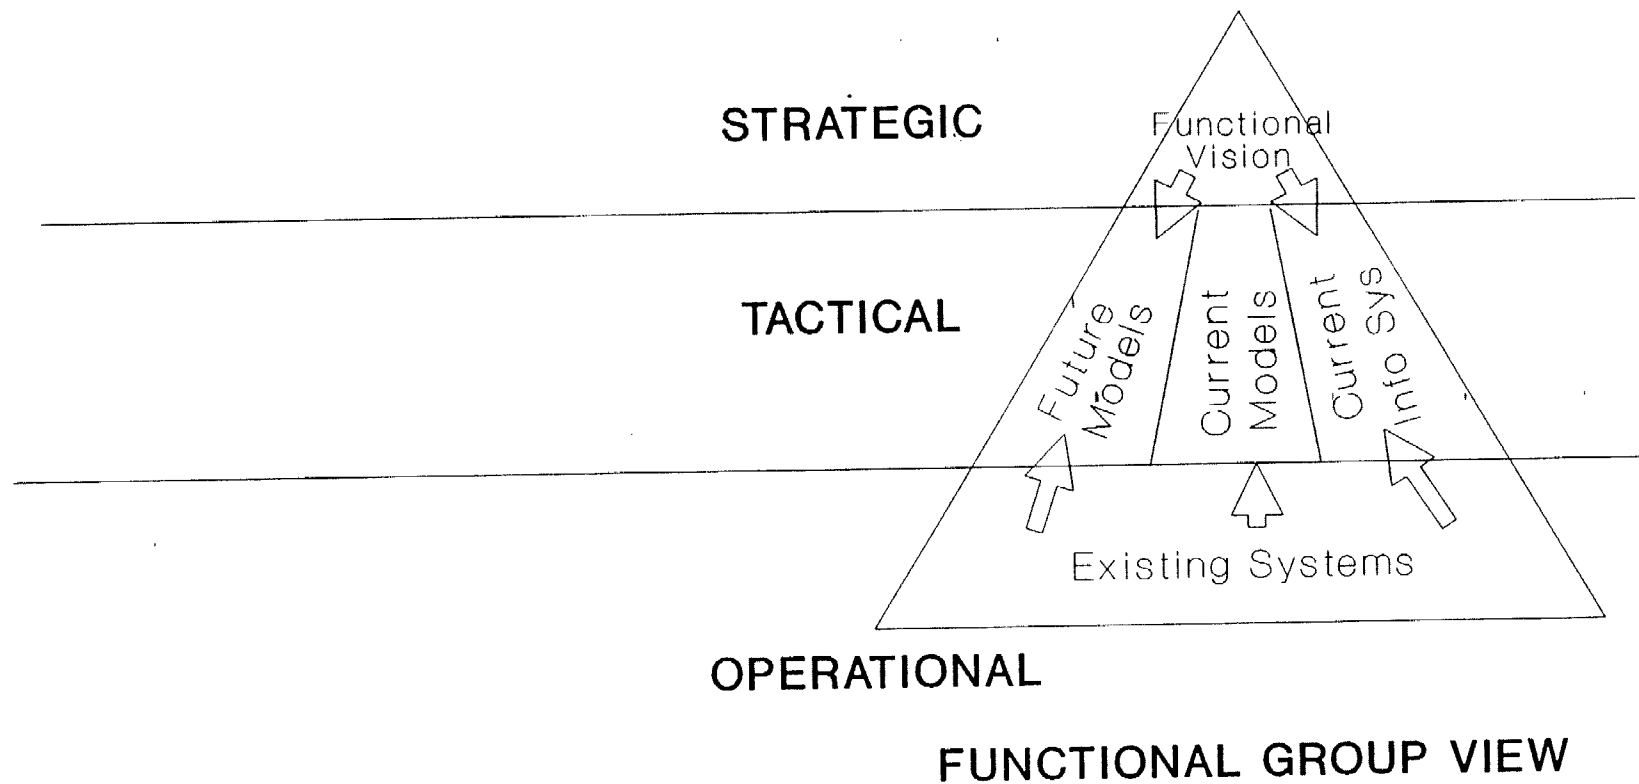 STRATEGIC
Functional
Vision
TACTICAL
Future
Models
Current
Models
Current
Info Sys
Existing Systems
OPERATIONAL
FUNCTIONAL GROUP VIEW